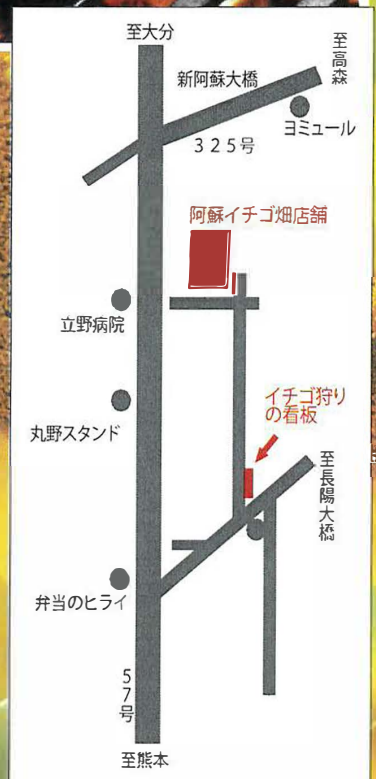 至大分
至高森
新阿蘇大橋
ヨミュール
325号
阿蘇イチゴ畑店舗
立野病院
イチゴ狩り
の看板
丸野スタンド
至長陽大橋
弁当のヒライ
57号
至熊本